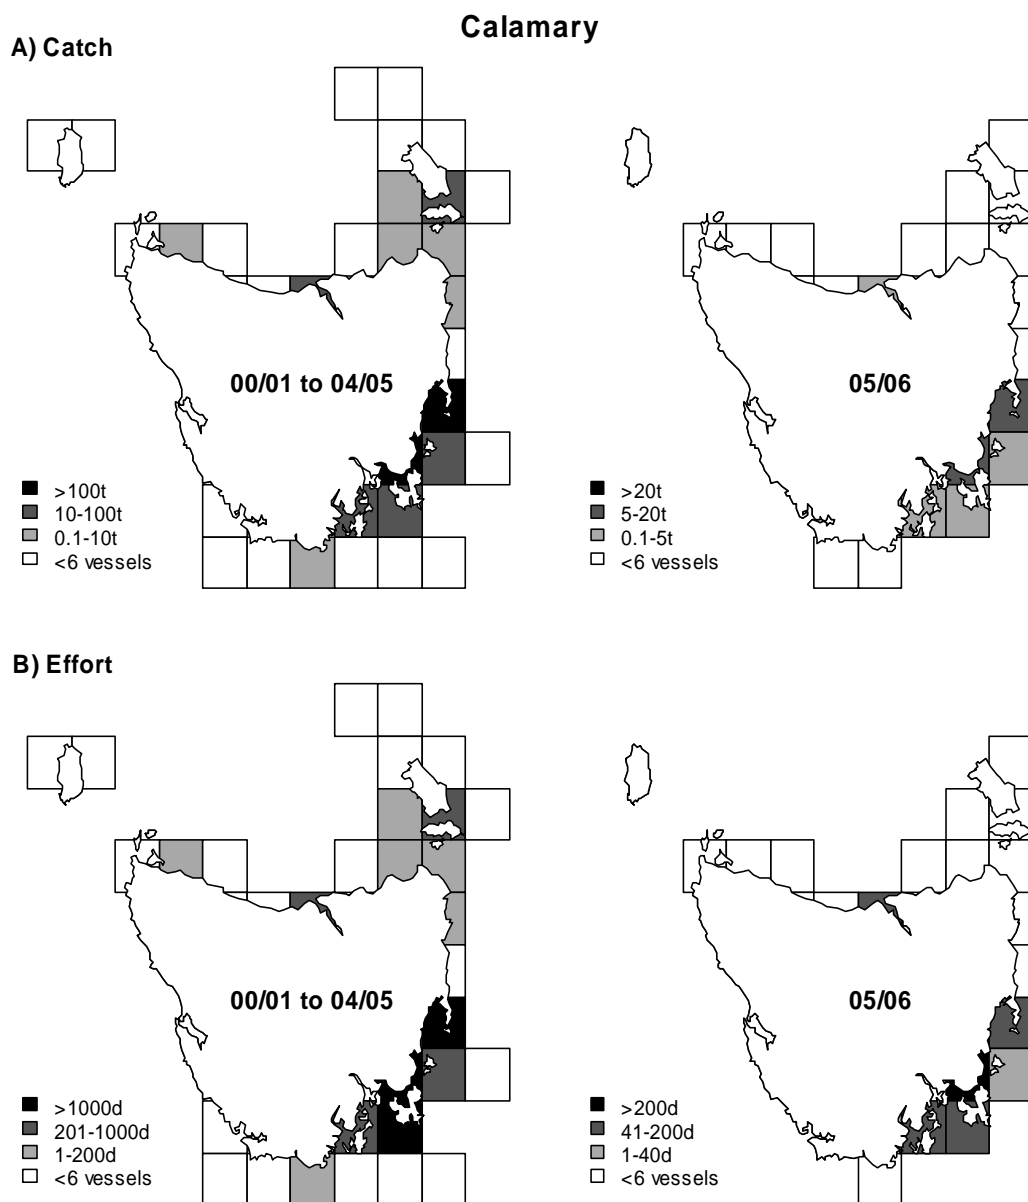 Calamary
A) Catch
00/01 to 04/05
>100t
10-100t
0.1-10t
<6 vessels
05/06
>20t
5-20t
0.1-5t
<6 vessels
B) Effort
00/01 to 04/05
>1000d
201-1000d
1-200d
<6 vessels
05/06
>200d
41-200d
1-40d
<6 vessels